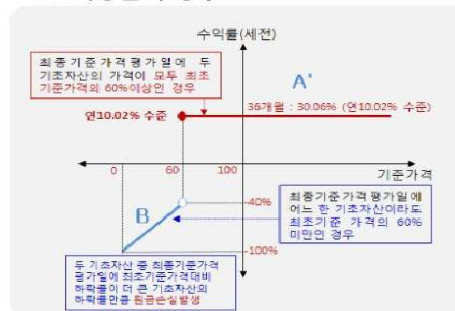 수익률(세전)
최종기준가격평가일에 두
기초자산의 가격이 모두 최초
기준가격의 60%이상인 경우
A'
36개월 : 30.06% (연10.02% 수준)
연10.02% 수준
0
60
100
기준가격
-40%
B
최종기준가격평가일에
어느 한 기초자산이라도
최초기준 가격의 60%
미만인 경우
-100%
두 기초자산 중 최종기준가격
평가일에 최초기준가격대비
하락률이 더 큰 기초자산의
하락률만큼 원금손실발생